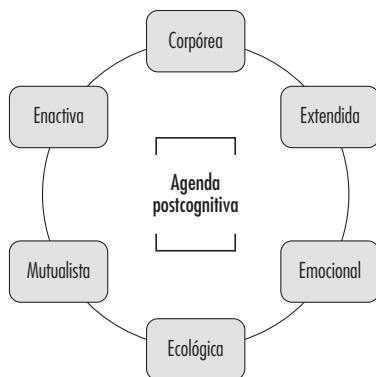 Corpórea
Enactiva
Extendida
Agenda
postcognitiva
Mutualista
Emocional
Ecológica